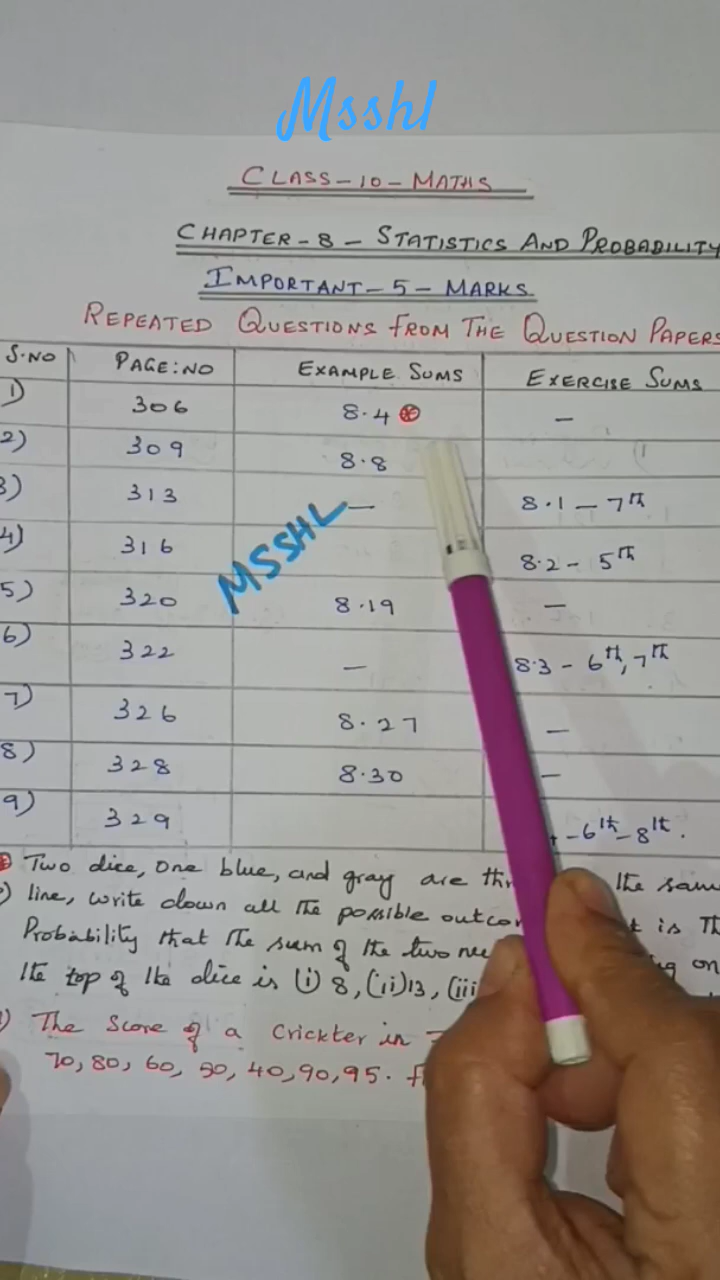 Msshl
CLASS-10-MATHS
CHAPTER-8-STATISTICS AND PROBABILITY
IMPORTANT-5-MARKS
REPEATED QUESTIONS FROM THE QUESTION PAPERS
S.NO PAGE:NO EXAMPLE SUMS EXERCISE SUMS
1) 306 8.4 —
2) 309 8.8
3) 313 — 8.1 - 7th
4) 316 8.2 - 5th
5) 320 8.19 —
6) 322 — 8.3 - 6th, 7th
7) 326 8.27 —
8) 328 8.30 —
9) 329 - 6th - 8th.
MSSHL
Two dice, one blue, and gray are the same
line, write down all the possible is
Probability that the sum of the two on
the top of the dice is (i) 8, (ii) 13, (iii
The Score of a Crickter in
70, 80, 60, 50, 40, 90, 95.